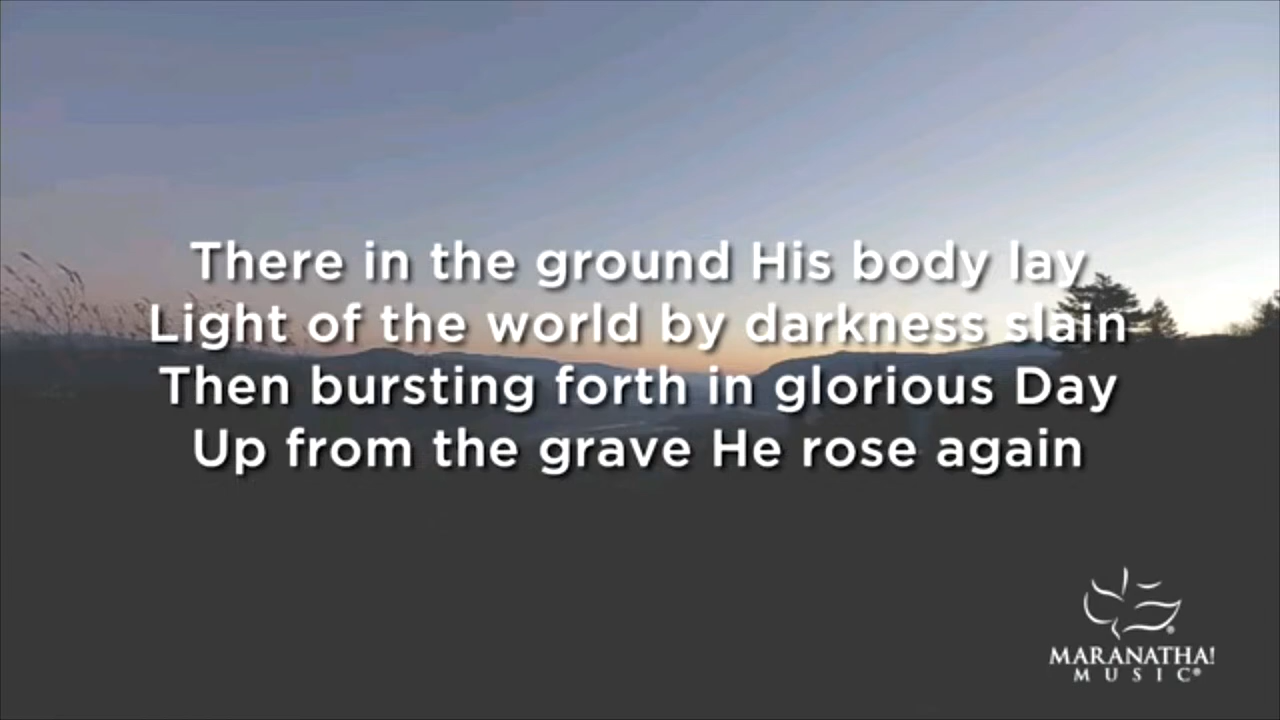 There in the ground His body lay
Light of the world by darkness slain
Then bursting forth in glorious Day
Up from the grave He rose again
MARANATHA!
MUSIC®